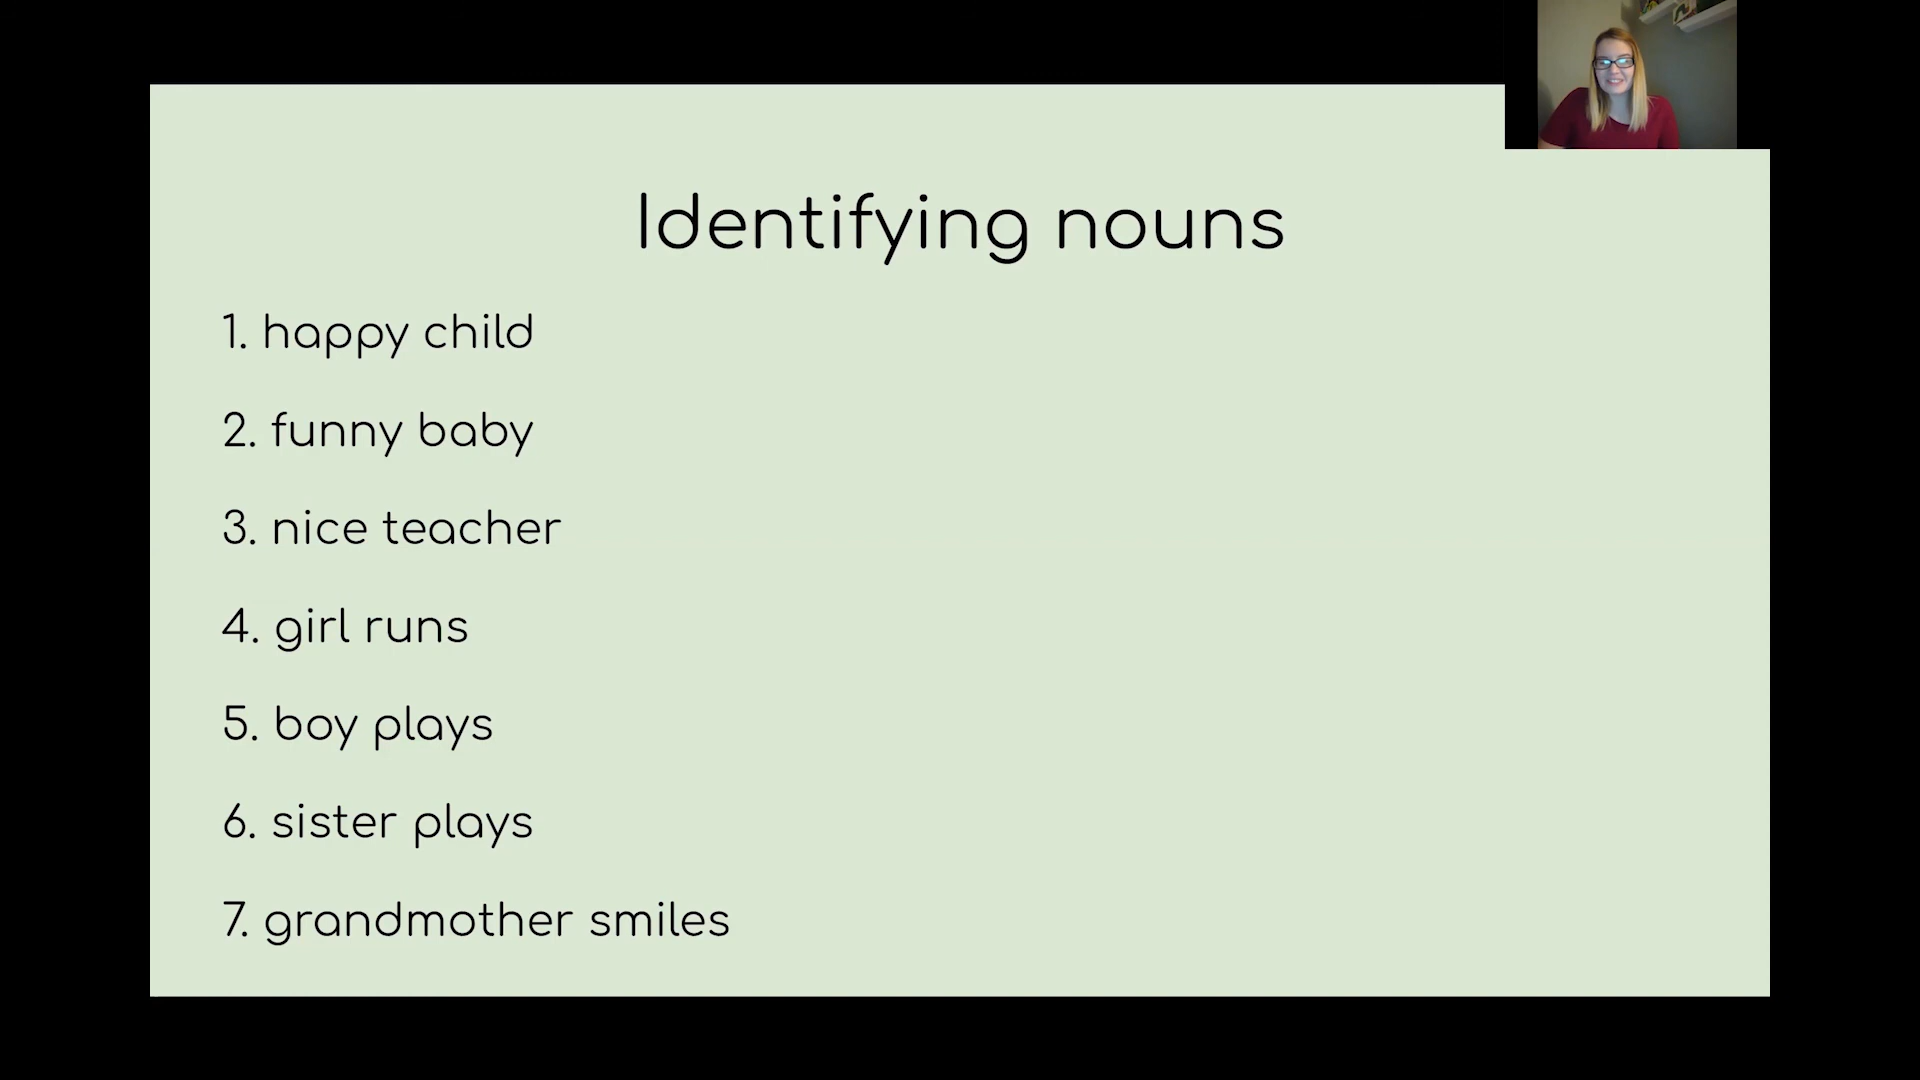 Identifying nouns
1. happy child
2. funny baby
3. nice teacher
4. girl runs
5. boy plays
6. sister plays
7. grandmother smiles